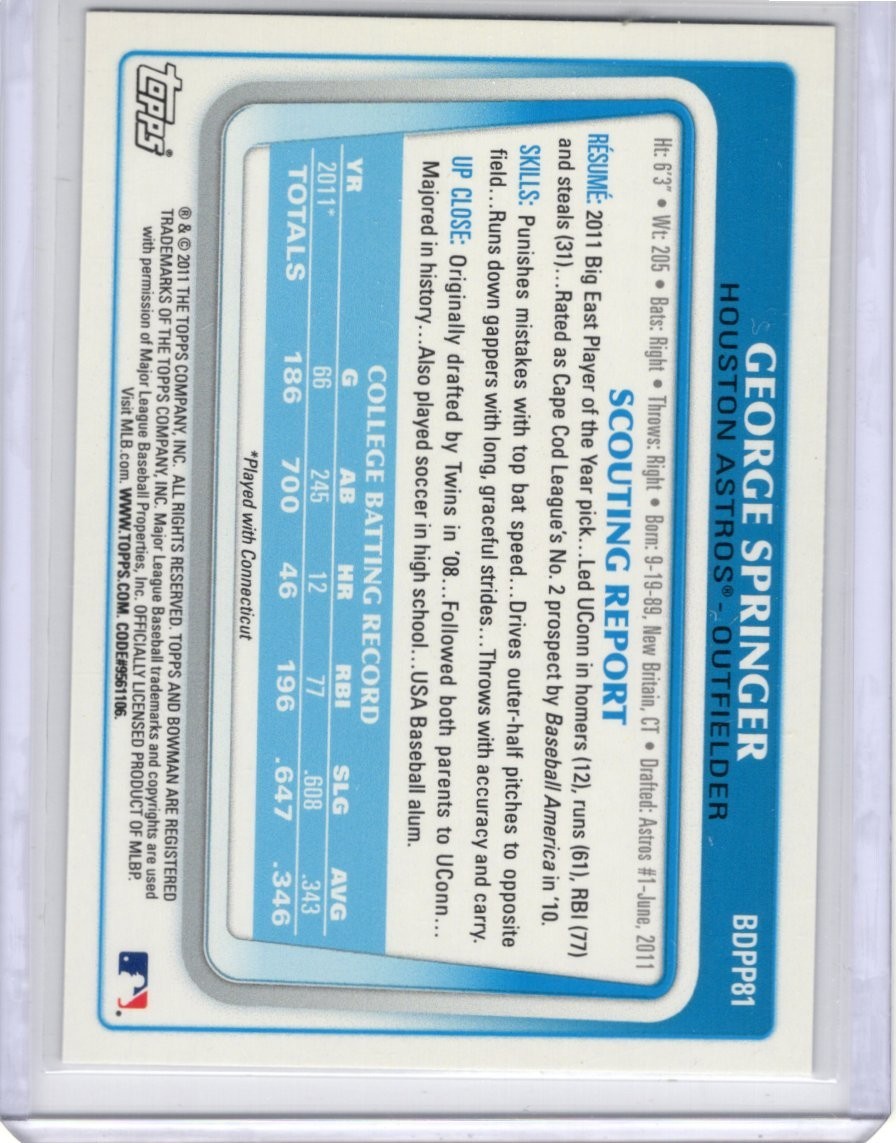 GEORGE SPRINGER
BDPP81
HOUSTON ASTROS® - OUTFIELDER
Ht: 6'3" • Wt: 205 • Bats: Right • Throws: Right • Born: 9-19-89, New Britain, CT • Drafted: Astros #1-June, 2011
SCOUTING REPORT
RÉSUMÉ: 2011 Big East Player of the Year pick...Led UConn in homers (12), runs (61), RBI (77)
and steals (31)...Rated as Cape Cod League's No. 2 prospect by Baseball America in '10.
SKILLS: Punishes mistakes with top bat speed...Drives outer-half pitches to opposite
field...Runs down gappers with long, graceful strides...Throws with accuracy and carry.
UP CLOSE: Originally drafted by Twins in '08...Followed both parents to UConn...
Majored in history...Also played soccer in high school...USA Baseball alum.
COLLEGE BATTING RECORD
YR G AB HR RBI SLG AVG
2011* 66 245 12 77 .608 .343
TOTALS 186 700 46 196 .647 .346
*Played with Connecticut
Topps®
® & © 2011 THE TOPPS COMPANY, INC. ALL RIGHTS RESERVED. TOPPS AND BOWMAN ARE REGISTERED
TRADEMARKS OF THE TOPPS COMPANY, INC. Major League Baseball trademarks and copyrights are used
with permission of Major League Baseball Properties, Inc. OFFICIALLY LICENSED PRODUCT OF MLBP.
Visit MLB.com. WWW.TOPPS.COM. CODE#9561106.